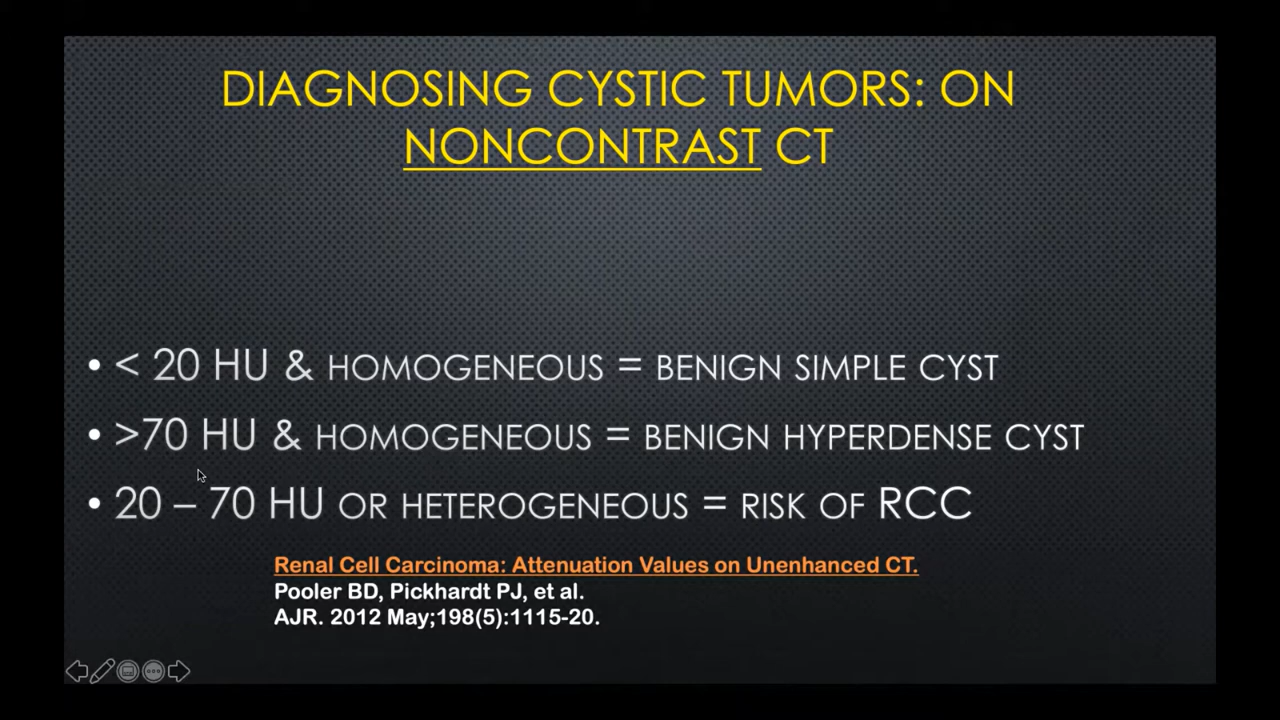 DIAGNOSING CYSTIC TUMORS: ON
NONCONTRAST CT
• < 20 HU & HOMOGENEOUS = BENIGN SIMPLE CYST
• >70 HU & HOMOGENEOUS = BENIGN HYPERDENSE CYST
• 20 – 70 HU OR HETEROGENEOUS = RISK OF RCC
Renal Cell Carcinoma: Attenuation Values on Unenhanced CT.
Pooler BD, Pickhardt PJ, et al.
AJR. 2012 May;198(5):1115-20.